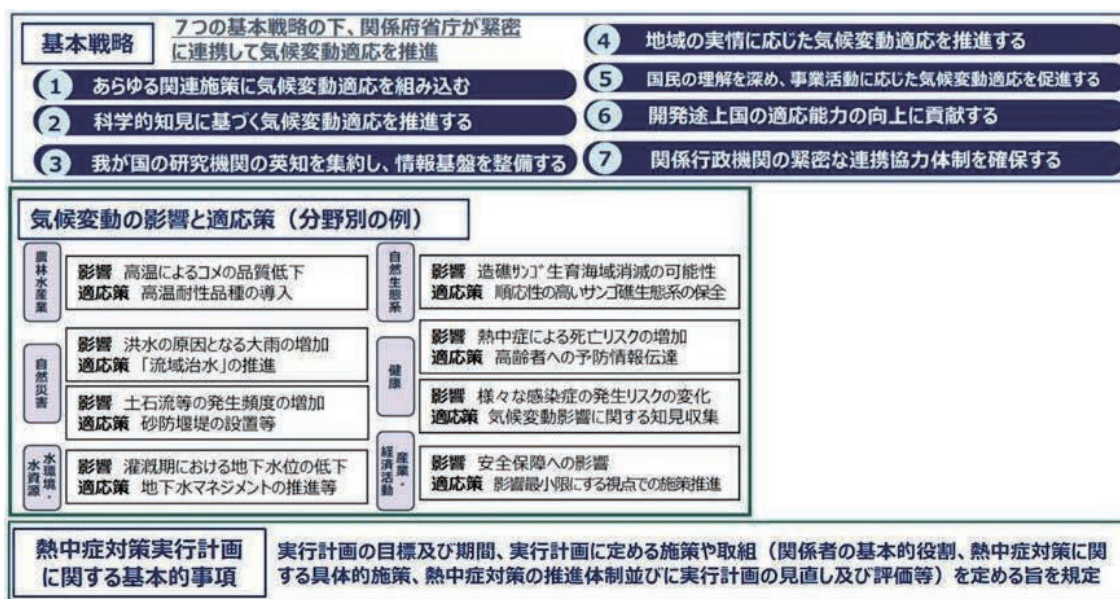 基本戦略
７つの基本戦略の下、関係府省庁が緊密
に連携して気候変動適応を推進
1 あらゆる関連施策に気候変動適応を組み込む
2 科学的知見に基づく気候変動適応を推進する
3 我が国の研究機関の英知を集約し、情報基盤を整備する
4 地域の実情に応じた気候変動適応を推進する
5 国民の理解を深め、事業活動に応じた気候変動適応を促進する
6 開発途上国の適応能力の向上に貢献する
7 関係行政機関の緊密な連携協力体制を確保する
気候変動の影響と適応策（分野別の例）
農林水産業
影響 高温によるコメの品質低下
適応策 高温耐性品種の導入
自然災害
影響 洪水の原因となる大雨の増加
適応策 「流域治水」の推進
影響 土石流等の発生頻度の増加
適応策 砂防堰堤の設置等
水環境・
水資源
影響 灌漑期における地下水位の低下
適応策 地下水マネジメントの推進等
自然生態系
影響 造礁サンゴ生育海域消滅の可能性
適応策 順応性の高いサンゴ礁生態系の保全
健康
影響 熱中症による死亡リスクの増加
適応策 高齢者への予防情報伝達
影響 様々な感染症の発生リスクの変化
適応策 気候変動影響に関する知見収集
産業・
経済活動
影響 安全保障への影響
適応策 影響最小限にする視点での施策推進
熱中症対策実行計画
に関する基本的事項
実行計画の目標及び期間、実行計画に定める施策や取組（関係者の基本的役割、熱中症対策に関
する具体的施策、熱中症対策の推進体制並びに実行計画の見直し及び評価等）を定める旨を規定